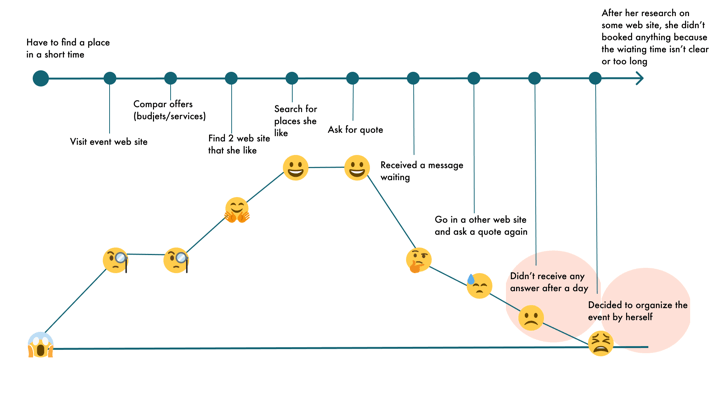 After her research on
some web site, she didn't
booked anything because
the wiating time isn't clear
or too long
Have to find a place
in a short time
Visit event web site
Compar offers
(budjets/services)
Find 2 web site
that she like
Search for
places she
like
Ask for quote
Received a message
waiting
Go in a other web site
and ask a quote again
Didn't receive any
answer after a day
Decided to organize the
event by herself